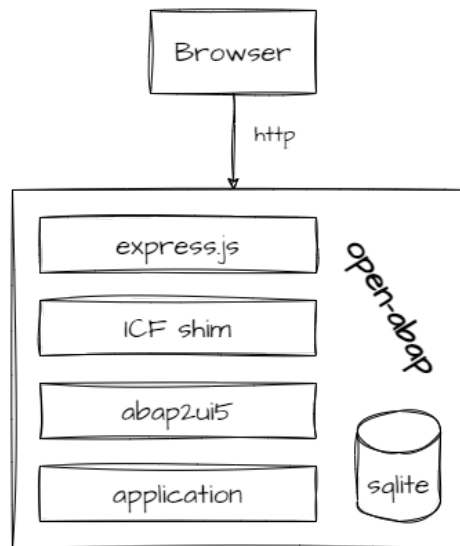 Browser
http
express.js
open-abap
ICF shim
abap2ui5
application
sqlite